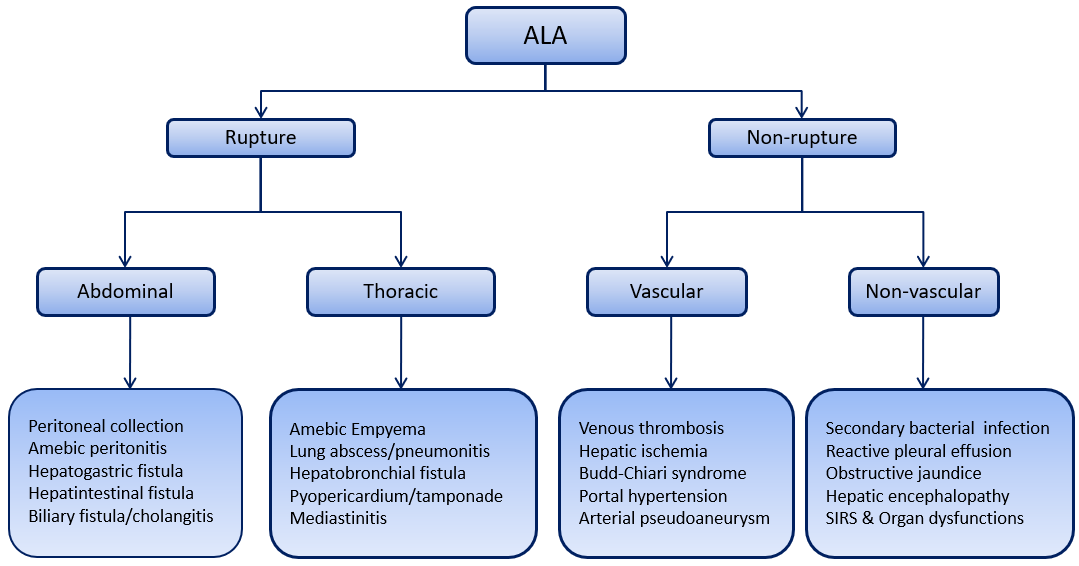 ALA
Rupture
Non-rupture
Abdominal
Thoracic
Vascular
Non-vascular
Peritoneal collection
Amebic peritonitis
Hepatogastric fistula
Hepatintestinal fistula
Biliary fistula/cholangitis
Amebic Empyema
Lung abscess/pneumonitis
Hepatobronchial fistula
Pyopericardium/tamponade
Mediastinitis
Venous thrombosis
Hepatic ischemia
Budd-Chiari syndrome
Portal hypertension
Arterial pseudoaneurysm
Secondary bacterial  infection
Reactive pleural effusion
Obstructive jaundice
Hepatic encephalopathy
SIRS & Organ dysfunctions